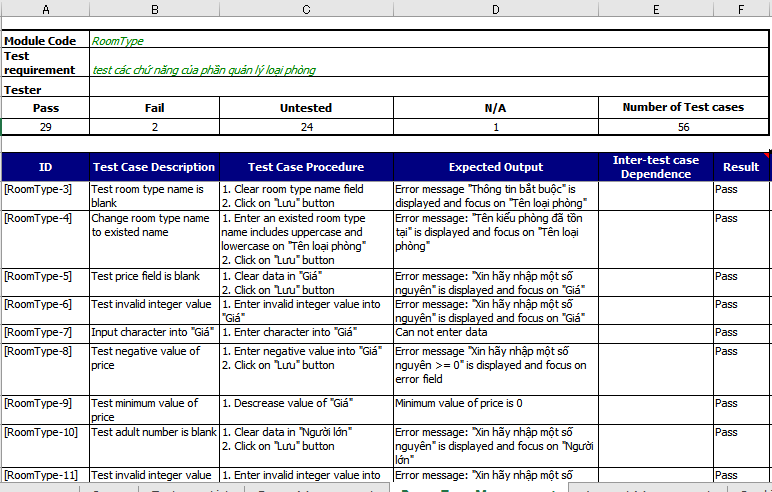 A B C D E F
Module Code RoomType
Test
requirement test các chứ năng của phần quản lý loại phòng
Tester
Pass Fail Untested N/A Number of Test cases
29 2 24 1 56
ID Test Case Description Test Case Procedure Expected Output Inter-test case Dependence Result
[RoomType-3] Test room type name is 1. Clear room type name field Error message "Thông tin bắt buộc" is Pass
blank 2. Click on "Lưu" button displayed and focus on "Tên loại phòng"
[RoomType-4] Change room type name 1. Enter an existed room type Error message: "Tên kiểu phòng đã tồn Pass
to existed name name includes uppercase and tại" is displayed and focus on "Tên loại
lowercase on "Tên loại phòng" phòng"
2. Click on "Lưu" button
[RoomType-5] Test price field is blank 1. Clear data in "Giá" Error message: "Xin hãy nhập một số Pass
2. Click on "Lưu" button nguyên" is displayed and focus on "Giá"
[RoomType-6] Test invalid integer value 1. Enter invalid integer value into Error message: "Xin hãy nhập một số Pass
"Giá" nguyên" is displayed and focus on "Giá"
[RoomType-7] Input character into "Giá" 1. Enter character into "Giá" Can not enter data Pass
[RoomType-8] Test negative value of 1. Enter negative value into "Giá" Error message "Xin hãy nhập một số Pass
price 2. Click on "Lưu" button nguyên >= 0" is displayed and focus on
error field
[RoomType-9] Test minimum value of 1. Descrease value of "Giá" Minimum value of price is 0 Pass
price
[RoomType-10] Test adult number is blank 1. Clear data in "Người lớn" Error message: "Xin hãy nhập một số Pass
2. Click on "Lưu" button nguyên" is displayed and focus on "Người
lớn"
[RoomType-11] Test invalid integer value 1. Enter invalid integer value into Error message: "Xin hãy nhập một số Pass